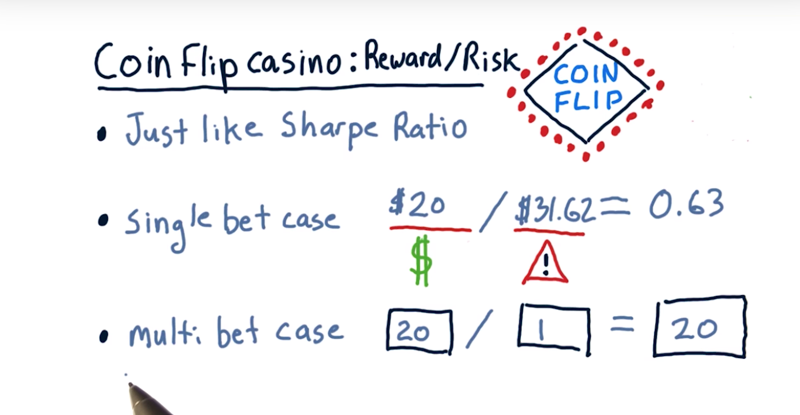 Coin Flip Casino: Reward/Risk
COIN
FLIP
• Just like Sharpe Ratio
• Single bet case $20 / $31.62 = 0.63
$ !
• multi bet case 20 / 1 = 20